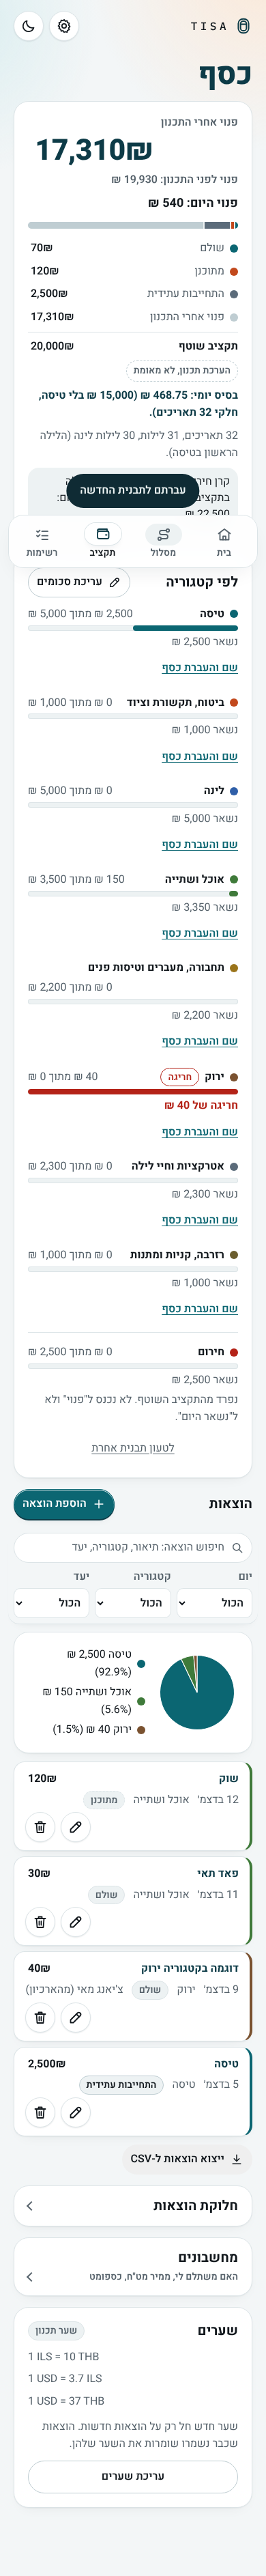 TISA
כסף
פנוי אחרי התכנון
17,310₪
פנוי לפני התכנון: 19,930 ₪
פנוי היום: 540 ₪
שולם 70₪
מתוכנן 120₪
התחייבות עתידית 2,500₪
פנוי אחרי התכנון 17,310₪
תקציב שוטף 20,000₪
הערכת תכנון, לא מאומת
בסיס יומי: 468.75 ₪ (15,000 ₪ בלי טיסה,
חלקי 32 תאריכים).
32 תאריכים, 31 לילות, 30 לילות לינה (הלילה
הראשון בטיסה).
עברתם לתבנית החדשה
22,500 ₪
בית
מסלול
תקציב
רשימות
לפי קטגוריה
עריכת סכומים
טיסה 2,500 ₪ מתוך 5,000 ₪
נשאר 2,500 ₪
שם והעברת כסף
ביטוח, תקשורת וציוד 0 ₪ מתוך 1,000 ₪
נשאר 1,000 ₪
שם והעברת כסף
לינה 0 ₪ מתוך 5,000 ₪
נשאר 5,000 ₪
שם והעברת כסף
אוכל ושתייה 150 ₪ מתוך 3,500 ₪
נשאר 3,350 ₪
שם והעברת כסף
תחבורה, מעברים וטיסות פנים
0 ₪ מתוך 2,200 ₪
נשאר 2,200 ₪
שם והעברת כסף
ירוק חריגה 40 ₪ מתוך 0 ₪
חריגה של 40 ₪
שם והעברת כסף
אטרקציות וחיי לילה 0 ₪ מתוך 2,300 ₪
נשאר 2,300 ₪
שם והעברת כסף
רזרבה, קניות ומתנות 0 ₪ מתוך 1,000 ₪
נשאר 1,000 ₪
שם והעברת כסף
חירום 0 ₪ מתוך 2,500 ₪
נשאר 2,500 ₪
נפרד מהתקציב השוטף. לא נכנס ל"פנוי" ולא
ל"נשאר היום".
לטעון תבנית אחרת
הוצאות
הוספת הוצאה
חיפוש הוצאה: תיאור, קטגוריה, יעד
יום קטגוריה יעד
הכול הכול הכול
טיסה 2,500 ₪
(92.9%)
אוכל ושתייה 150 ₪
(5.6%)
ירוק 40 ₪ (1.5%)
שוק 120₪
12 בדצמ׳ אוכל ושתייה מתוכנן
פאד תאי 30₪
11 בדצמ׳ אוכל ושתייה שולם
דוגמה בקטגוריה ירוק 40₪
9 בדצמ׳ ירוק שולם צ'יאנג מאי (מהארכיון)
טיסה 2,500₪
5 בדצמ׳ טיסה התחייבות עתידית
ייצוא הוצאות ל-CSV
חלוקת הוצאות
מחשבונים
האם משתלם לי, ממיר מט"ח, כספומט
שערים
שער תכנון
1 ILS = 10 THB
1 USD = 3.7 ILS
1 USD = 37 THB
שער חדש חל רק על הוצאות חדשות. הוצאות
שכבר נשמרו שומרות את השער שלהן.
עריכת שערים